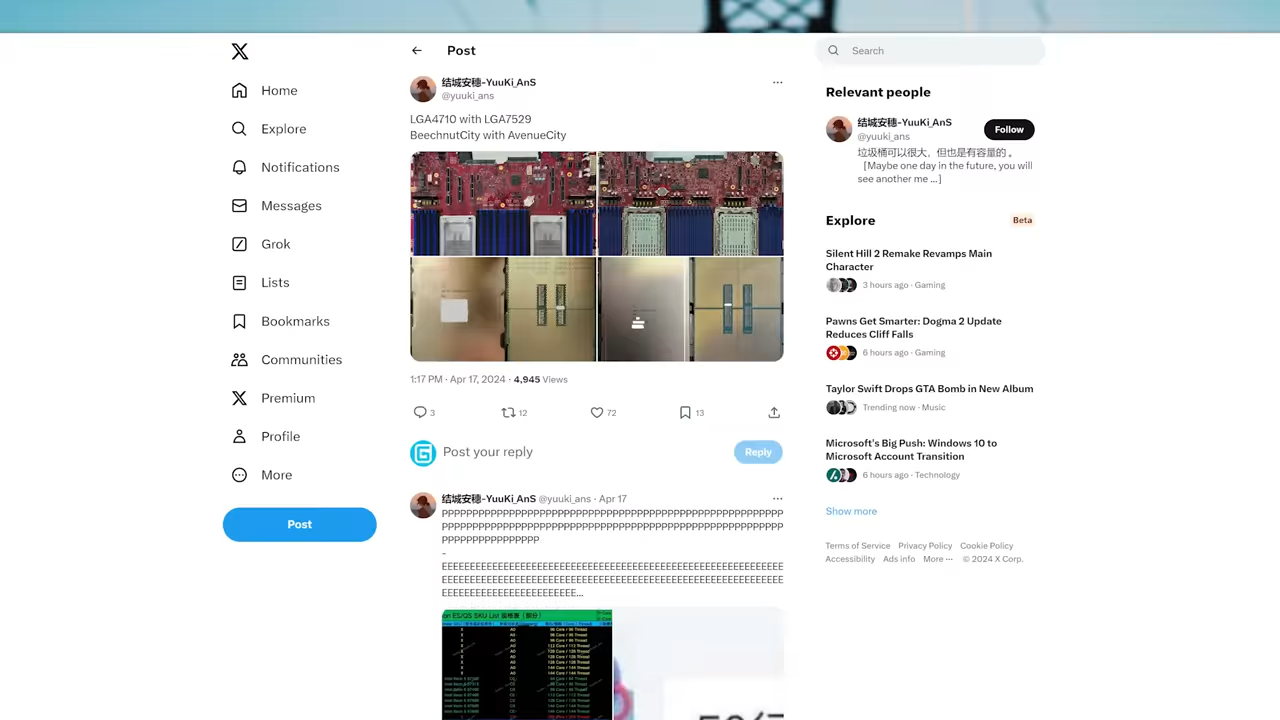 Home
Explore
Notifications
Messages
Grok
Lists
Bookmarks
Communities
Premium
Profile
More
Post
Post
结城安穗-YuuKi_AnS
@yuuki_ans
LGA4710 with LGA7529
BeechnutCity with AvenueCity
1:17 PM · Apr 17, 2024 · 4,945 Views
3
12
72
13
Post your reply
Reply
结城安穗-YuuKi_AnS @yuuki_ans · Apr 17
-
Search
Relevant people
结城安穗-YuuKi_AnS
@yuuki_ans
Follow
垃圾桶可以很大，但也是有容量的 。
[Maybe one day in the future, you will
see another me ...]
Explore
Beta
Silent Hill 2 Remake Revamps Main
Character
3 hours ago · Gaming
Pawns Get Smarter: Dogma 2 Update
Reduces Cliff Falls
6 hours ago · Gaming
Taylor Swift Drops GTA Bomb in New Album
Trending now · Music
Microsoft's Big Push: Windows 10 to
Microsoft Account Transition
6 hours ago · Technology
Show more
Terms of Service Privacy Policy Cookie Policy
Accessibility Ads info More ··· © 2024 X Corp.